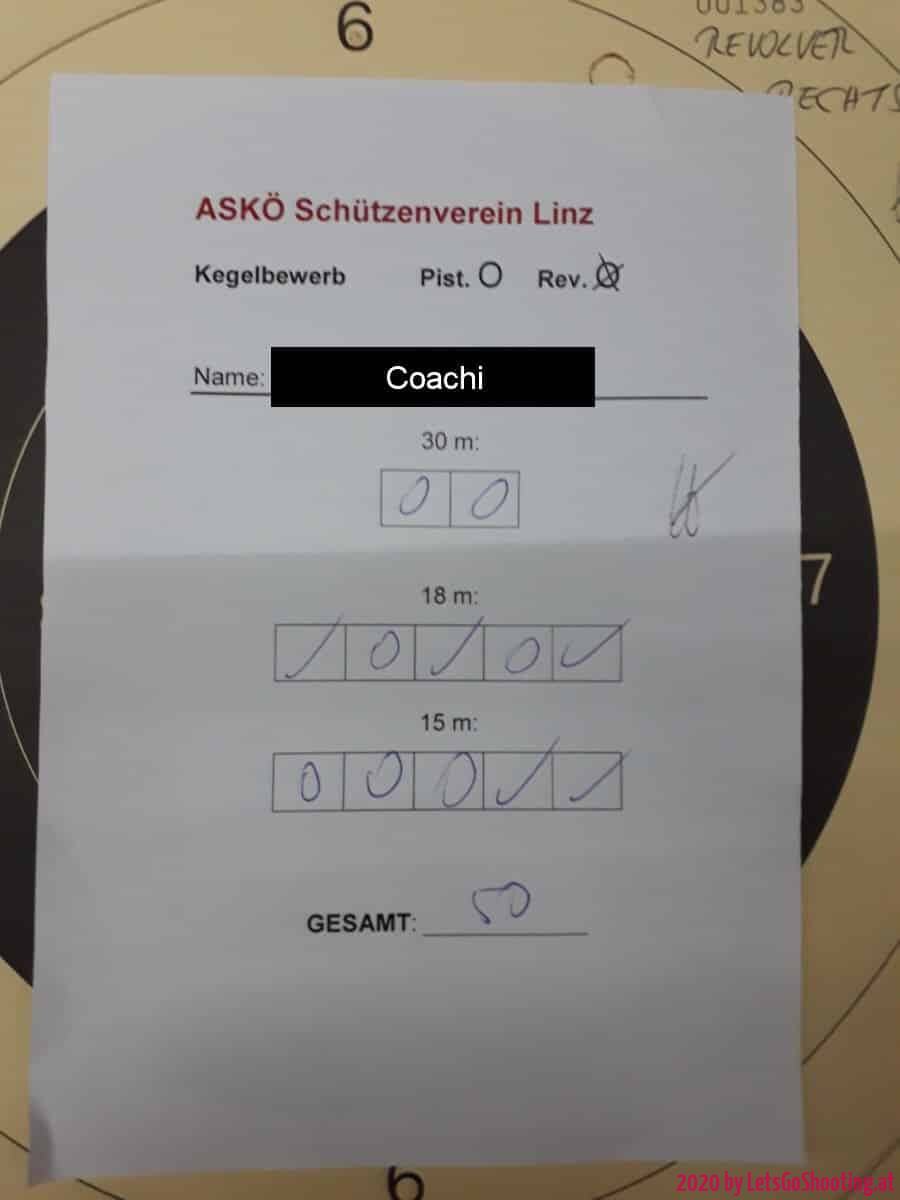 6
001383
REVOLVER
RECHTS
ASKÖ Schützenverein Linz
Kegelbewerb Pist. O Rev. O
Name: Coachi
30 m:
0 0
18 m:
✓ 0 ✓ 0 ✓
7
15 m:
0 0 0 ✓ ✓
GESAMT: 50
6
2020 by LetsGoShooting.at